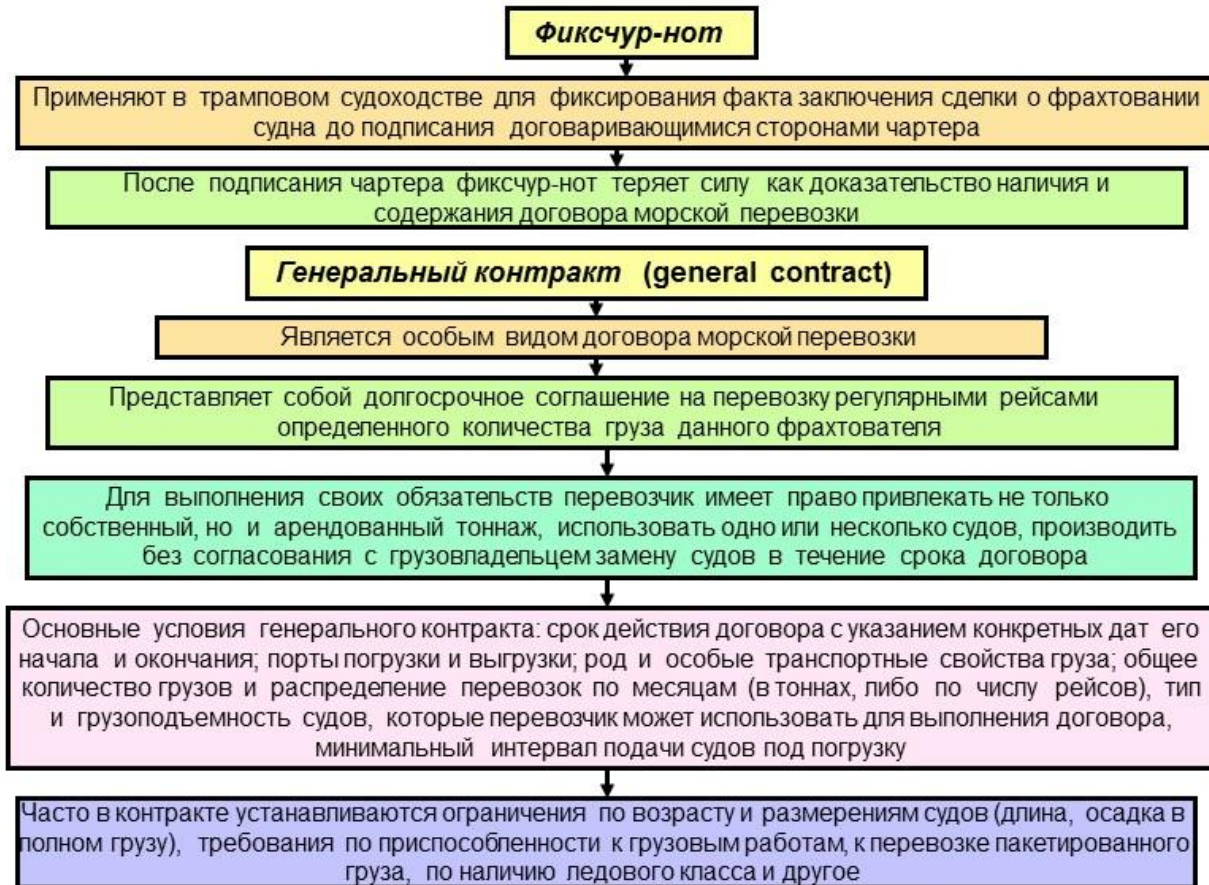 Фиксчур-нот
Применяют в трамповом судоходстве для фиксирования факта заключения сделки о фрахтовании
судна до подписания договаривающимися сторонами чартера
После подписания чартера фиксчур-нот теряет силу как доказательство наличия и
содержания договора морской перевозки
Генеральный контракт (general contract)
Является особым видом договора морской перевозки
Представляет собой долгосрочное соглашение на перевозку регулярными рейсами
определенного количества груза данного фрахтователя
Для выполнения своих обязательств перевозчик имеет право привлекать не только
собственный, но и арендованный тоннаж, использовать одно или несколько судов, производить
без согласования с грузовладельцем замену судов в течение срока договора
Основные условия генерального контракта: срок действия договора с указанием конкретных дат его
начала и окончания; порты погрузки и выгрузки; род и особые транспортные свойства груза; общее
количество грузов и распределение перевозок по месяцам (в тоннах, либо по числу рейсов), тип
и грузоподъемность судов, которые перевозчик может использовать для выполнения договора,
минимальный интервал подачи судов под погрузку
Часто в контракте устанавливаются ограничения по возрасту и размерениям судов (длина, осадка в
полном грузу), требования по приспособленности к грузовым работам, к перевозке пакетированного
груза, по наличию ледового класса и другое